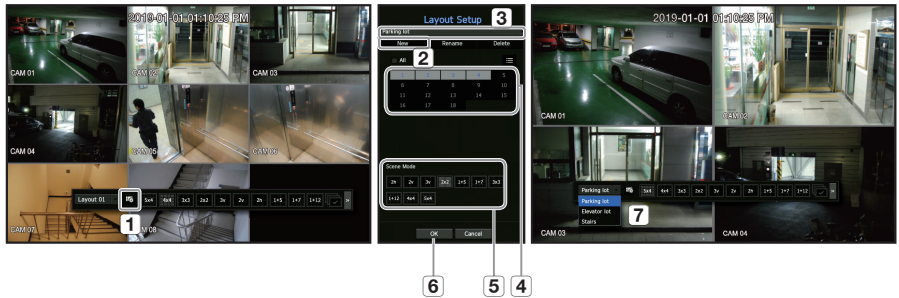 2019-01-01 01:10:25 PM
CAM 01
CAM 02
CAM 03
CAM 04
CAM 05
CAM 06
Layout 01 5x4 4x4 3x3 3x2 2x2 3v 2v 2h 1+5 1+7 1+12 »
1
CAM 07
CAM 08
Layout Setup
3
Parking lot
New Rename Delete
2
All
1 2 3 4 5
6 7 8 9 10
11 12 13 14 15
16 17 18
Scene Mode
2h 2v 3v 2x2 1+5 1+7 3x3
1+12 4x4 5x4
OK Cancel
6
5
4
2019-01-01 01:10:25 PM
CAM 01
CAM 02
Parking lot 5x4 4x4 3x3 3x2 2x2 3v 2v 2h 1+5 1+7 1+12 »
Parking lot
Elevator lot
Stairs
7
CAM 03
CAM 04